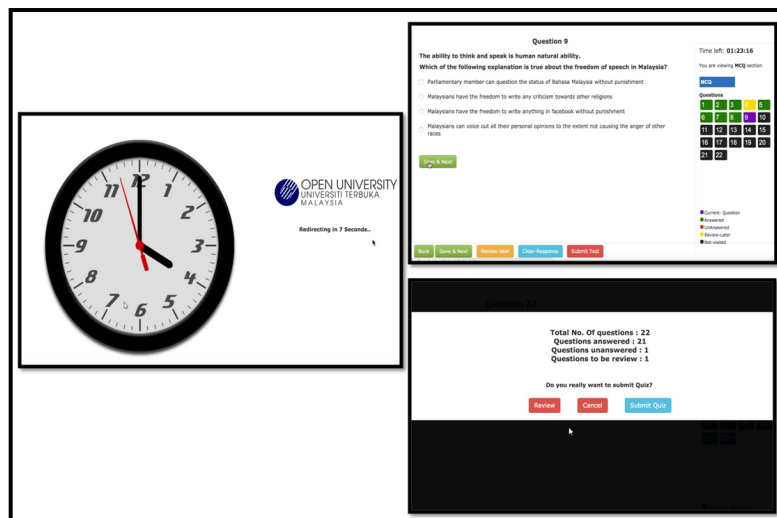 12
1
2
3
4
5
6
7
8
9
10
11
OPEN UNIVERSITY
UNIVERSITI TERBUKA
MALAYSIA
Redirecting in 7 Seconds..
Question 9
The ability to think and speak is human natural ability.
Which of the following explanation is true about the freedom of speech in Malaysia?
Parliamentary member can question the status of Bahasa Malaysia without punishment
Malaysians have the freedom to write any criticism towards other religions
Malaysians have the freedom to write anything in facebook without punishment
Malaysians can voice out all their personal opinions to the extent not causing the anger of other
races
Save & Next
Back Save & Next Review later Clear-Response Submit Test
Time left: 01:23:16
You are viewing MCQ section
MCQ
Questions
1 2 3 4 5
6 7 8 9 10
11 12 13 14 15
16 17 18 19 20
21 22
Current- Question
Answered
UnAnswered
Review-Later
Not-visited
Question 22
Total No. Of questions : 22
Questions answered : 21
Questions unanswered : 1
Questions to be review : 1
Do you really want to submit Quiz?
Review Cancel Submit Quiz